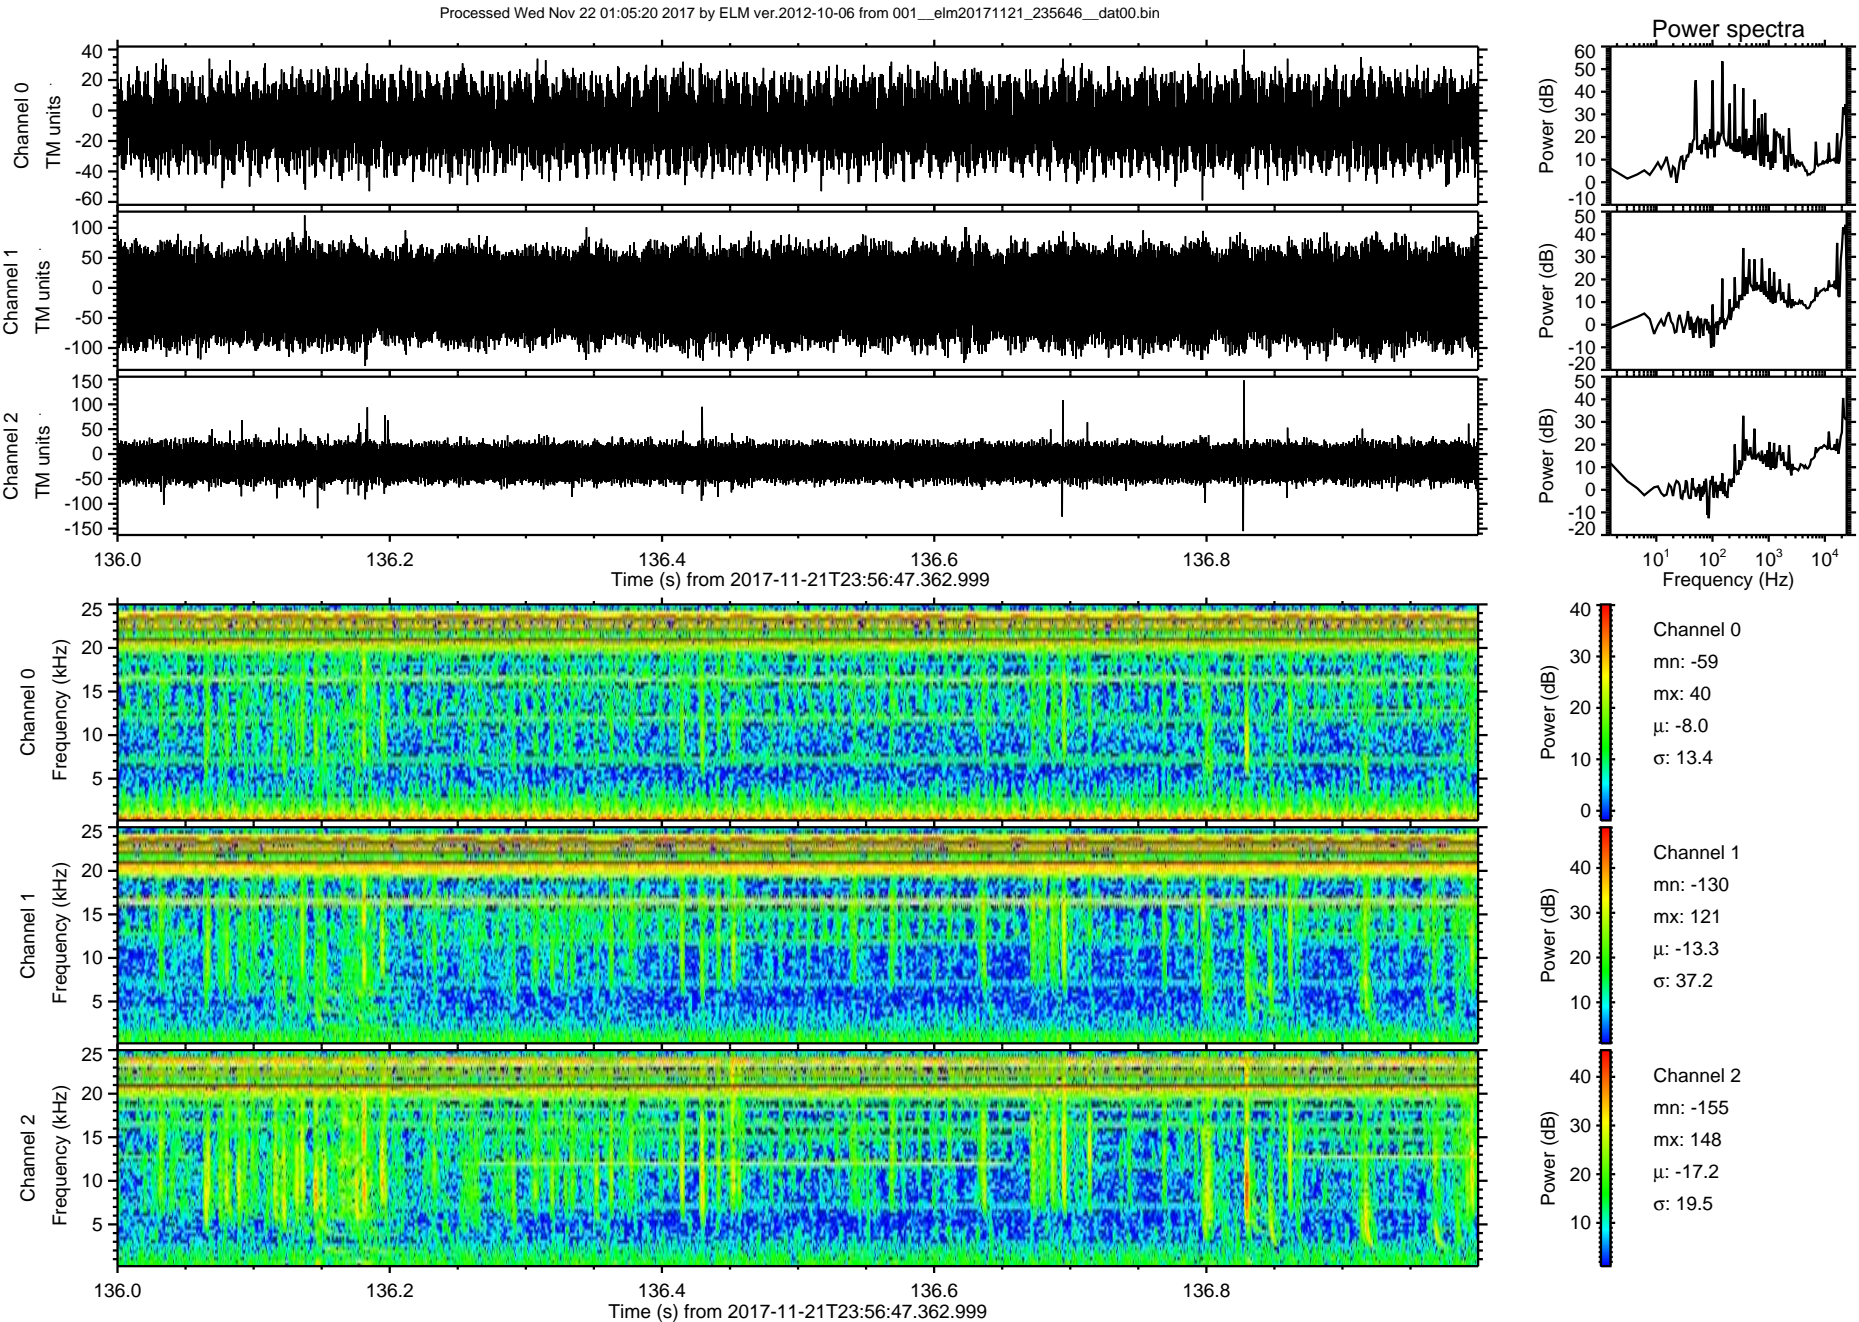 Processed Wed Nov 22 01:05:20 2017 by ELM ver.2012-10-06 from 001__elm20171121_235646__dat00.bin
Power spectra
Channel 0
TM units
40
20
0
-20
-40
-60
Power (dB)
60
50
40
30
20
10
0
-10
Channel 1
TM units
100
50
0
-50
-100
Power (dB)
50
40
30
20
10
0
-10
-20
Channel 2
TM units
150
100
50
0
-50
-100
-150
Power (dB)
50
40
30
20
10
0
-10
-20
136.0 136.2 136.4 136.6 136.8
Time (s) from 2017-11-21T23:56:47.362.999
10¹ 10² 10³ 10⁴
Frequency (Hz)
Channel 0
Frequency (kHz)
25
20
15
10
5
Power (dB)
40
30
20
10
0
Channel 0
mn: -59
mx: 40
μ: -8.0
σ: 13.4
Channel 1
Frequency (kHz)
25
20
15
10
5
Power (dB)
40
30
20
10
Channel 1
mn: -130
mx: 121
μ: -13.3
σ: 37.2
Channel 2
Frequency (kHz)
25
20
15
10
5
Power (dB)
40
30
20
10
Channel 2
mn: -155
mx: 148
μ: -17.2
σ: 19.5
136.0 136.2 136.4 136.6 136.8
Time (s) from 2017-11-21T23:56:47.362.999